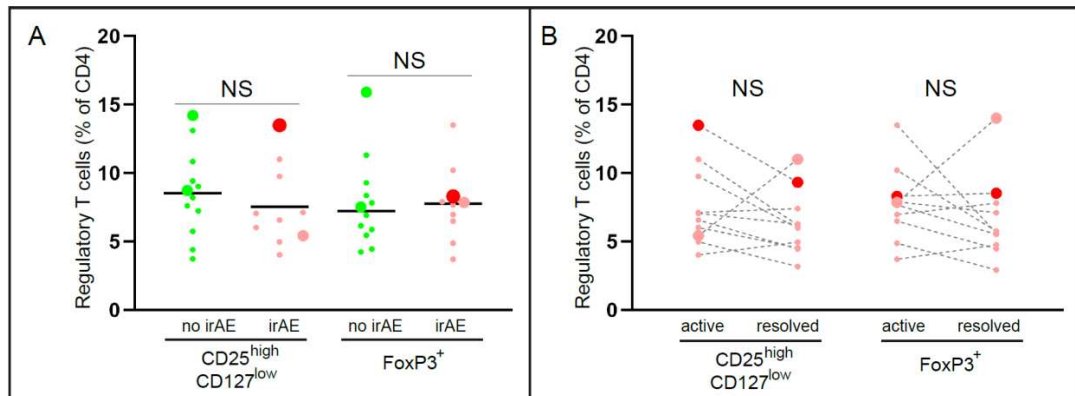 A
Regulatory T cells (% of CD4)
20
15
10
5
0
NS
NS
no irAE
irAE
no irAE
irAE
CD25high
CD127low
FoxP3+
B
Regulatory T cells (% of CD4)
20
15
10
5
0
NS
NS
active
resolved
active
resolved
CD25high
CD127low
FoxP3+